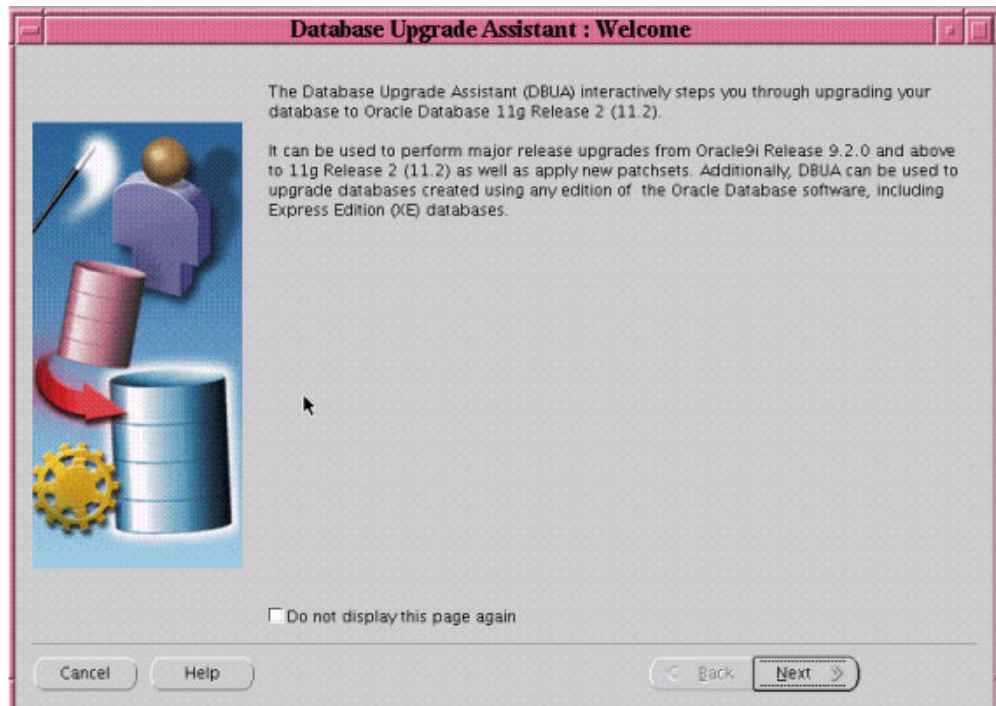 Database Upgrade Assistant : Welcome
The Database Upgrade Assistant (DBUA) interactively steps you through upgrading your
database to Oracle Database 11g Release 2 (11.2).
It can be used to perform major release upgrades from Oracle9i Release 9.2.0 and above
to 11g Release 2 (11.2) as well as apply new patchsets. Additionally, DBUA can be used to
upgrade databases created using any edition of the Oracle Database software, including
Express Edition (XE) databases.
Do not display this page again
Cancel
Help
Back
Next